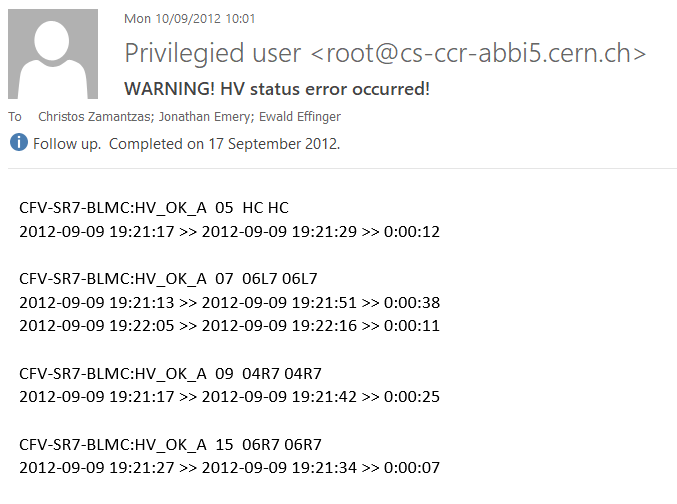 Mon 10/09/2012 10:01
Privilegied user <root@cs-ccr-abbi5.cern.ch>
WARNING! HV status error occurred!
To Christos Zamantzas; Jonathan Emery; Ewald Effinger
i Follow up. Completed on 17 September 2012.
CFV-SR7-BLMC:HV_OK_A 05 HC HC
2012-09-09 19:21:17 >> 2012-09-09 19:21:29 >> 0:00:12
CFV-SR7-BLMC:HV_OK_A 07 06L7 06L7
2012-09-09 19:21:13 >> 2012-09-09 19:21:51 >> 0:00:38
2012-09-09 19:22:05 >> 2012-09-09 19:22:16 >> 0:00:11
CFV-SR7-BLMC:HV_OK_A 09 04R7 04R7
2012-09-09 19:21:17 >> 2012-09-09 19:21:42 >> 0:00:25
CFV-SR7-BLMC:HV_OK_A 15 06R7 06R7
2012-09-09 19:21:27 >> 2012-09-09 19:21:34 >> 0:00:07